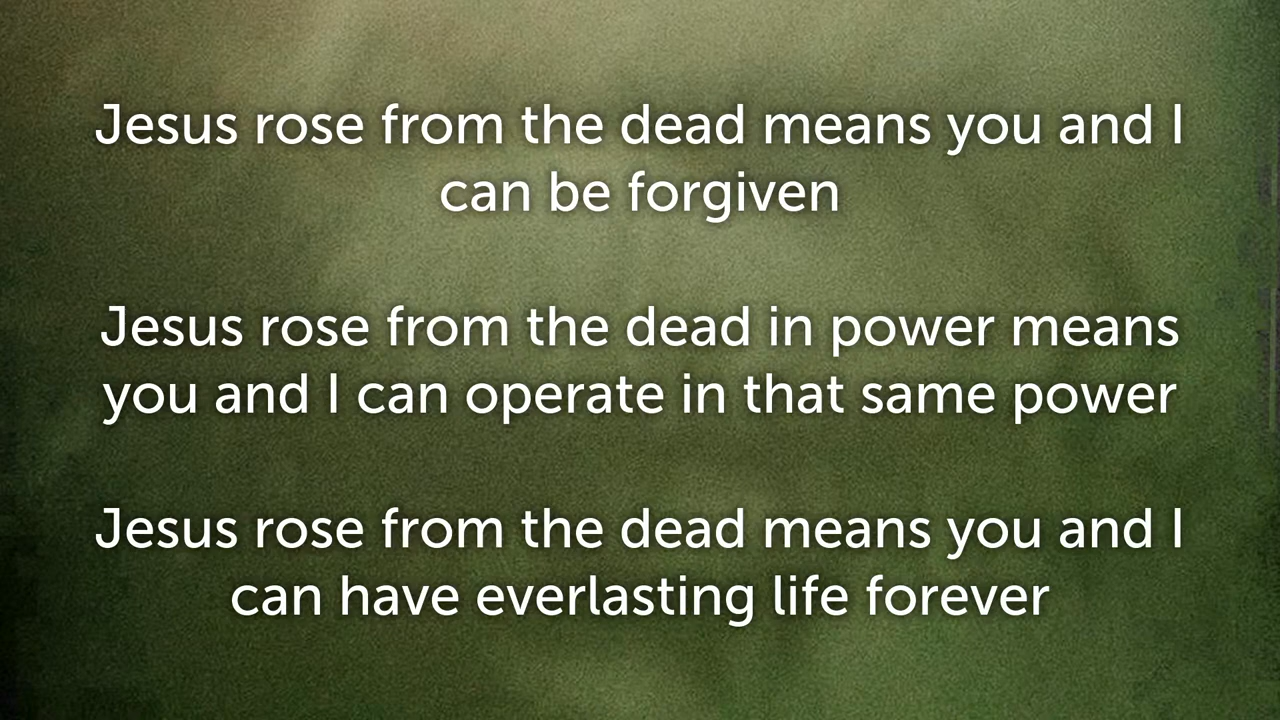 Jesus rose from the dead means you and I
can be forgiven
Jesus rose from the dead in power means
you and I can operate in that same power
Jesus rose from the dead means you and I
can have everlasting life forever